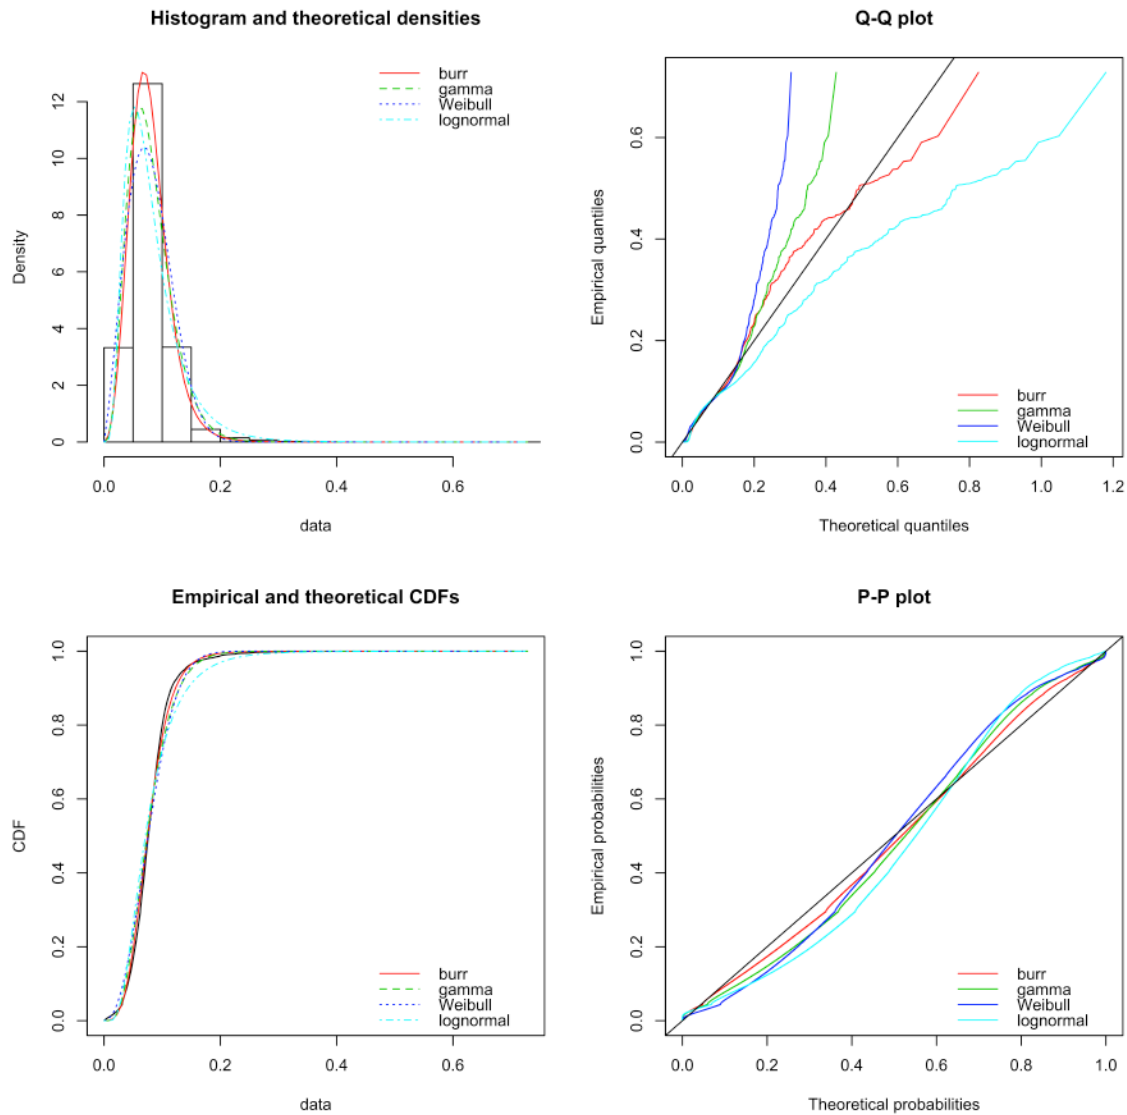 Histogram and theoretical densities
Density
0
2
4
6
8
10
12
0.0
0.2
0.4
0.6
data
burr
gamma
Weibull
lognormal
Q-Q plot
Empirical quantiles
0.0
0.2
0.4
0.6
0.0
0.2
0.4
0.6
0.8
1.0
1.2
Theoretical quantiles
burr
gamma
Weibull
lognormal
Empirical and theoretical CDFs
CDF
0.0
0.2
0.4
0.6
0.8
1.0
0.0
0.2
0.4
0.6
data
burr
gamma
Weibull
lognormal
P-P plot
Empirical probabilities
0.0
0.2
0.4
0.6
0.8
1.0
0.0
0.2
0.4
0.6
0.8
1.0
Theoretical probabilities
burr
gamma
Weibull
lognormal